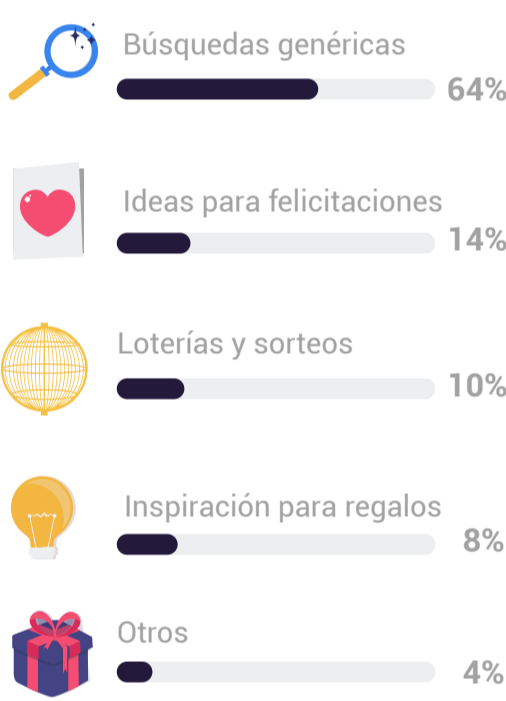 Búsquedas genéricas
64%
Ideas para felicitaciones
14%
Loterías y sorteos
10%
Inspiración para regalos
8%
Otros
4%